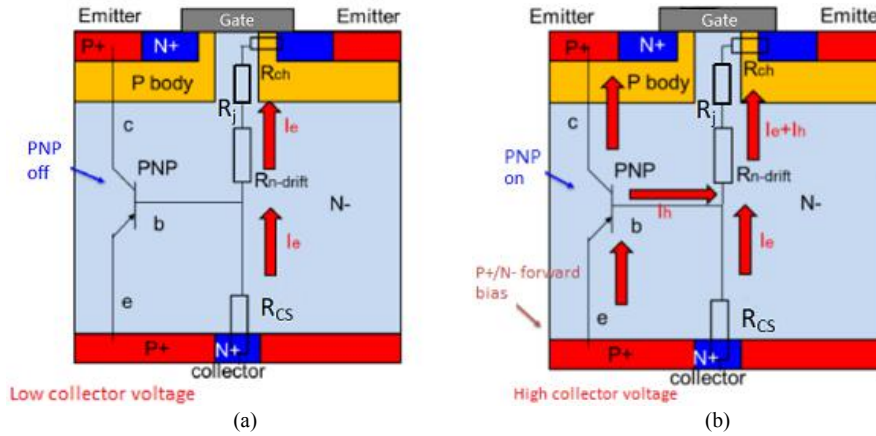 Emitter
Gate
Emitter
P+
N+
Rch
P body
Rj
Ie
c
PNP
off
PNP
Rn-drift
N-
b
Ie
e
RCS
P+
N+
collector
Low collector voltage
(a)
Emitter
Gate
Emitter
P+
N+
Rch
P body
Rj
Ie+Ih
c
PNP
on
PNP
Rn-drift
N-
Ih
b
Ie
P+/N- forward
bias
e
RCS
P+
N+
collector
High collector voltage
(b)